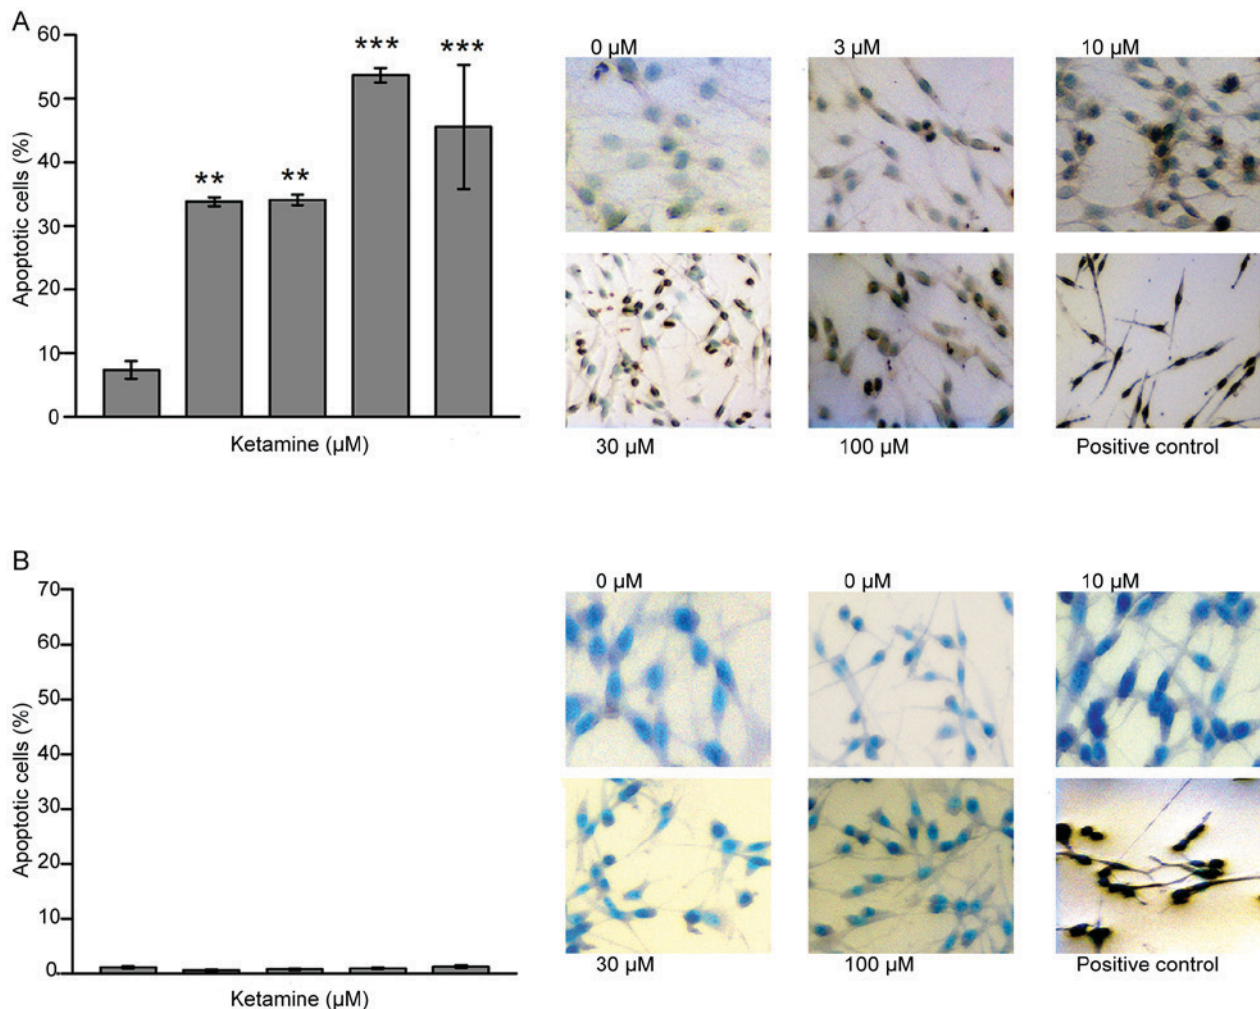 A
60
50
40
30
20
10
0
Apoptotic cells (%)
** ** *** ***
Ketamine (µM)
0 µM 3 µM 10 µM
30 µM 100 µM Positive control
B
70
60
50
40
30
20
10
0
Apoptotic cells (%)
Ketamine (µM)
0 µM 0 µM 10 µM
30 µM 100 µM Positive control